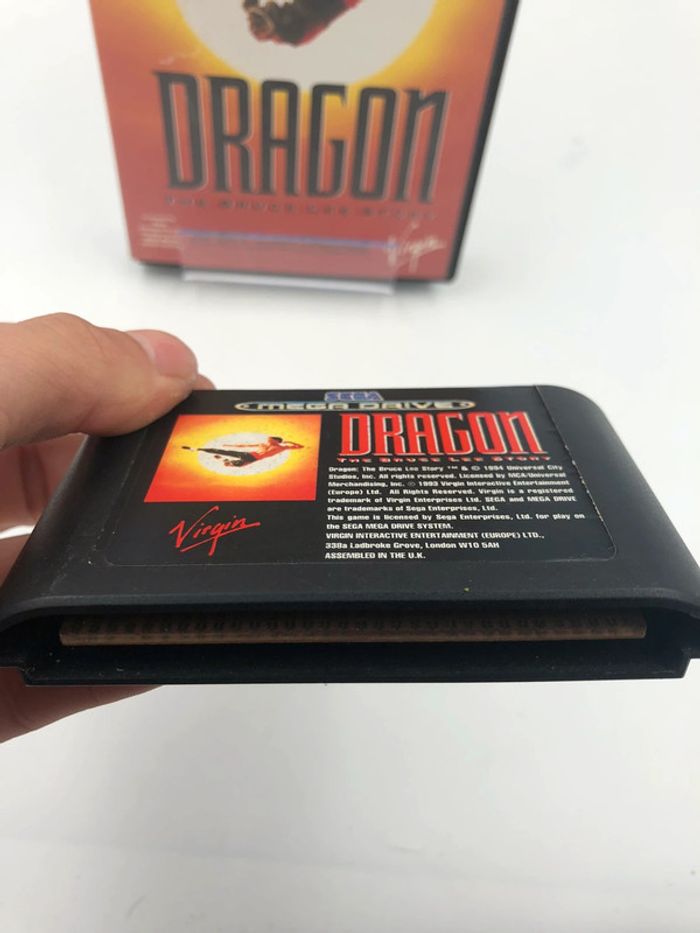 DRAGON
THE BRUCE LEE STORY
Virgin
SEGA
MEGA DRIVE
DRAGON
THE BRUCE LEE STORY
Dragon: The Bruce Lee Story ™ & © 1994 Universal City
Studios, Inc. All rights reserved. Licensed by MCA/Universal
Merchandising, Inc. © 1993 Virgin Interactive Entertainment
(Europe) Ltd. All Rights Reserved. Virgin is a registered
trademark of Virgin Enterprises Ltd. SEGA and MEGA DRIVE
are trademarks of Sega Enterprises, Ltd.
This game is licensed by Sega Enterprises, Ltd. for play on
the SEGA MEGA DRIVE SYSTEM.
VIRGIN INTERACTIVE ENTERTAINMENT (EUROPE) LTD.,
338a Ladbroke Grove, London W10 5AH
ASSEMBLED IN THE U.K.
Virgin